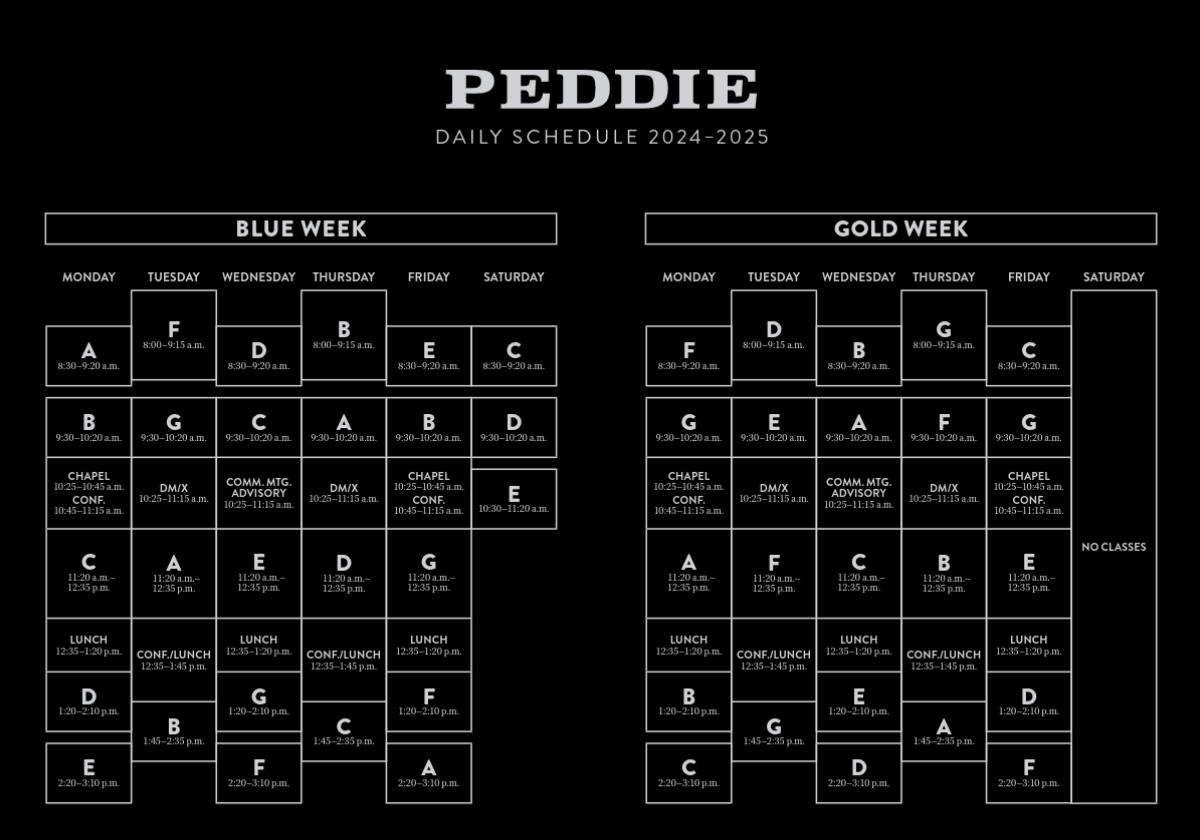 PEDDIE
DAILY SCHEDULE 2024–2025
BLUE WEEK
MONDAY
A
8:30–9:20 a.m.
B
9:30–10:20 a.m.
CHAPEL
10:25–10:45 a.m.
CONF.
10:45–11:15 a.m.
C
11:20 a.m.–
12:35 p.m.
LUNCH
12:35–1:20 p.m.
D
1:20–2:10 p.m.
E
2:20–3:10 p.m.
TUESDAY
F
8:00–9:15 a.m.
G
9:30–10:20 a.m.
DM/X
10:25–11:15 a.m.
A
11:20 a.m.–
12:35 p.m.
CONF./LUNCH
12:35–1:45 p.m.
B
1:45–2:35 p.m.
WEDNESDAY
D
8:30–9:20 a.m.
C
9:30–10:20 a.m.
COMM. MTG.
ADVISORY
10:25–11:15 a.m.
E
11:20 a.m.–
12:35 p.m.
LUNCH
12:35–1:20 p.m.
G
1:20–2:10 p.m.
F
2:20–3:10 p.m.
THURSDAY
B
8:00–9:15 a.m.
A
9:30–10:20 a.m.
DM/X
10:25–11:15 a.m.
D
11:20 a.m.–
12:35 p.m.
CONF./LUNCH
12:35–1:45 p.m.
C
1:45–2:35 p.m.
FRIDAY
E
8:30–9:20 a.m.
B
9:30–10:20 a.m.
CHAPEL
10:25–10:45 a.m.
CONF.
10:45–11:15 a.m.
G
11:20 a.m.–
12:35 p.m.
LUNCH
12:35–1:20 p.m.
F
1:20–2:10 p.m.
A
2:20–3:10 p.m.
SATURDAY
C
8:30–9:20 a.m.
D
9:30–10:20 a.m.
E
10:30–11:20 a.m.
GOLD WEEK
MONDAY
F
8:30–9:20 a.m.
G
9:30–10:20 a.m.
CHAPEL
10:25–10:45 a.m.
CONF.
10:45–11:15 a.m.
A
11:20 a.m.–
12:35 p.m.
LUNCH
12:35–1:20 p.m.
B
1:20–2:10 p.m.
C
2:20–3:10 p.m.
TUESDAY
D
8:00–9:15 a.m.
E
9:30–10:20 a.m.
DM/X
10:25–11:15 a.m.
F
11:20 a.m.–
12:35 p.m.
CONF./LUNCH
12:35–1:45 p.m.
G
1:45–2:35 p.m.
WEDNESDAY
B
8:30–9:20 a.m.
A
9:30–10:20 a.m.
COMM. MTG.
ADVISORY
10:25–11:15 a.m.
C
11:20 a.m.–
12:35 p.m.
LUNCH
12:35–1:20 p.m.
E
1:20–2:10 p.m.
D
2:20–3:10 p.m.
THURSDAY
G
8:00–9:15 a.m.
F
9:30–10:20 a.m.
DM/X
10:25–11:15 a.m.
B
11:20 a.m.–
12:35 p.m.
CONF./LUNCH
12:35–1:45 p.m.
A
1:45–2:35 p.m.
FRIDAY
C
8:30–9:20 a.m.
G
9:30–10:20 a.m.
CHAPEL
10:25–10:45 a.m.
CONF.
10:45–11:15 a.m.
E
11:20 a.m.–
12:35 p.m.
LUNCH
12:35–1:20 p.m.
D
1:20–2:10 p.m.
F
2:20–3:10 p.m.
SATURDAY
NO CLASSES